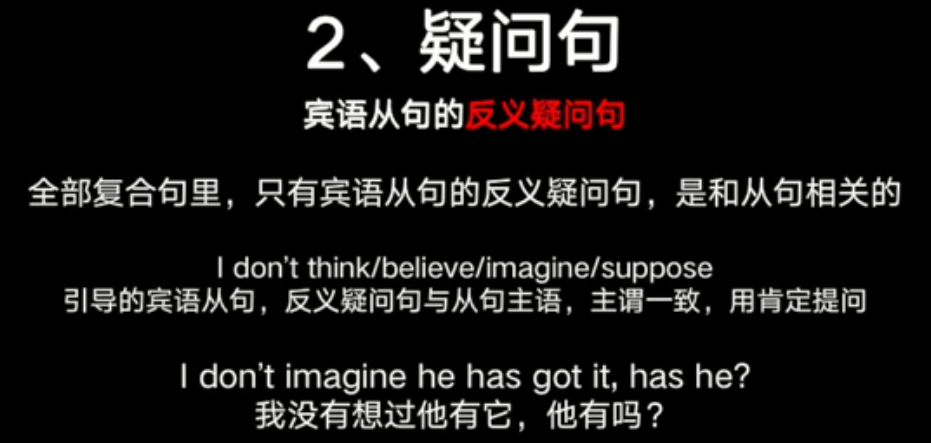 2、疑问句
宾语从句的反义疑问句
全部复合句里，只有宾语从句的反义疑问句，是和从句相关的
I don't think/believe/imagine/suppose
引导的宾语从句，反义疑问句与从句主语，主谓一致，用肯定提问
I don't imagine he has got it, has he?
我没有想过他有它，他有吗？